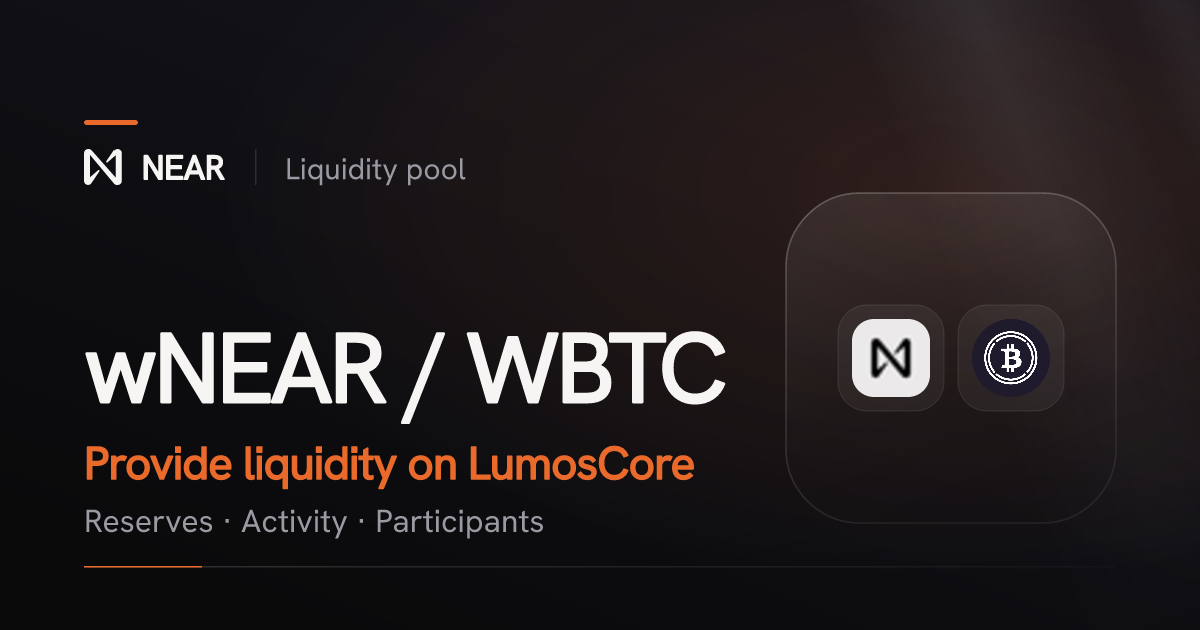 NEAR Liquidity pool
wNEAR / WBTC
Provide liquidity on LumosCore
Reserves · Activity · Participants